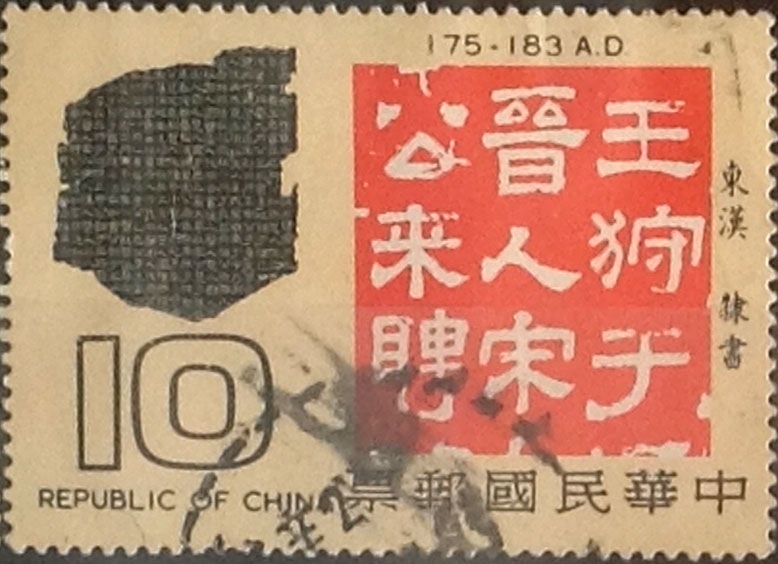 175-183 A.D.
王狩于
晉人宋
公来聘
東漢 隸書
10
REPUBLIC OF CHINA
中華民國郵票